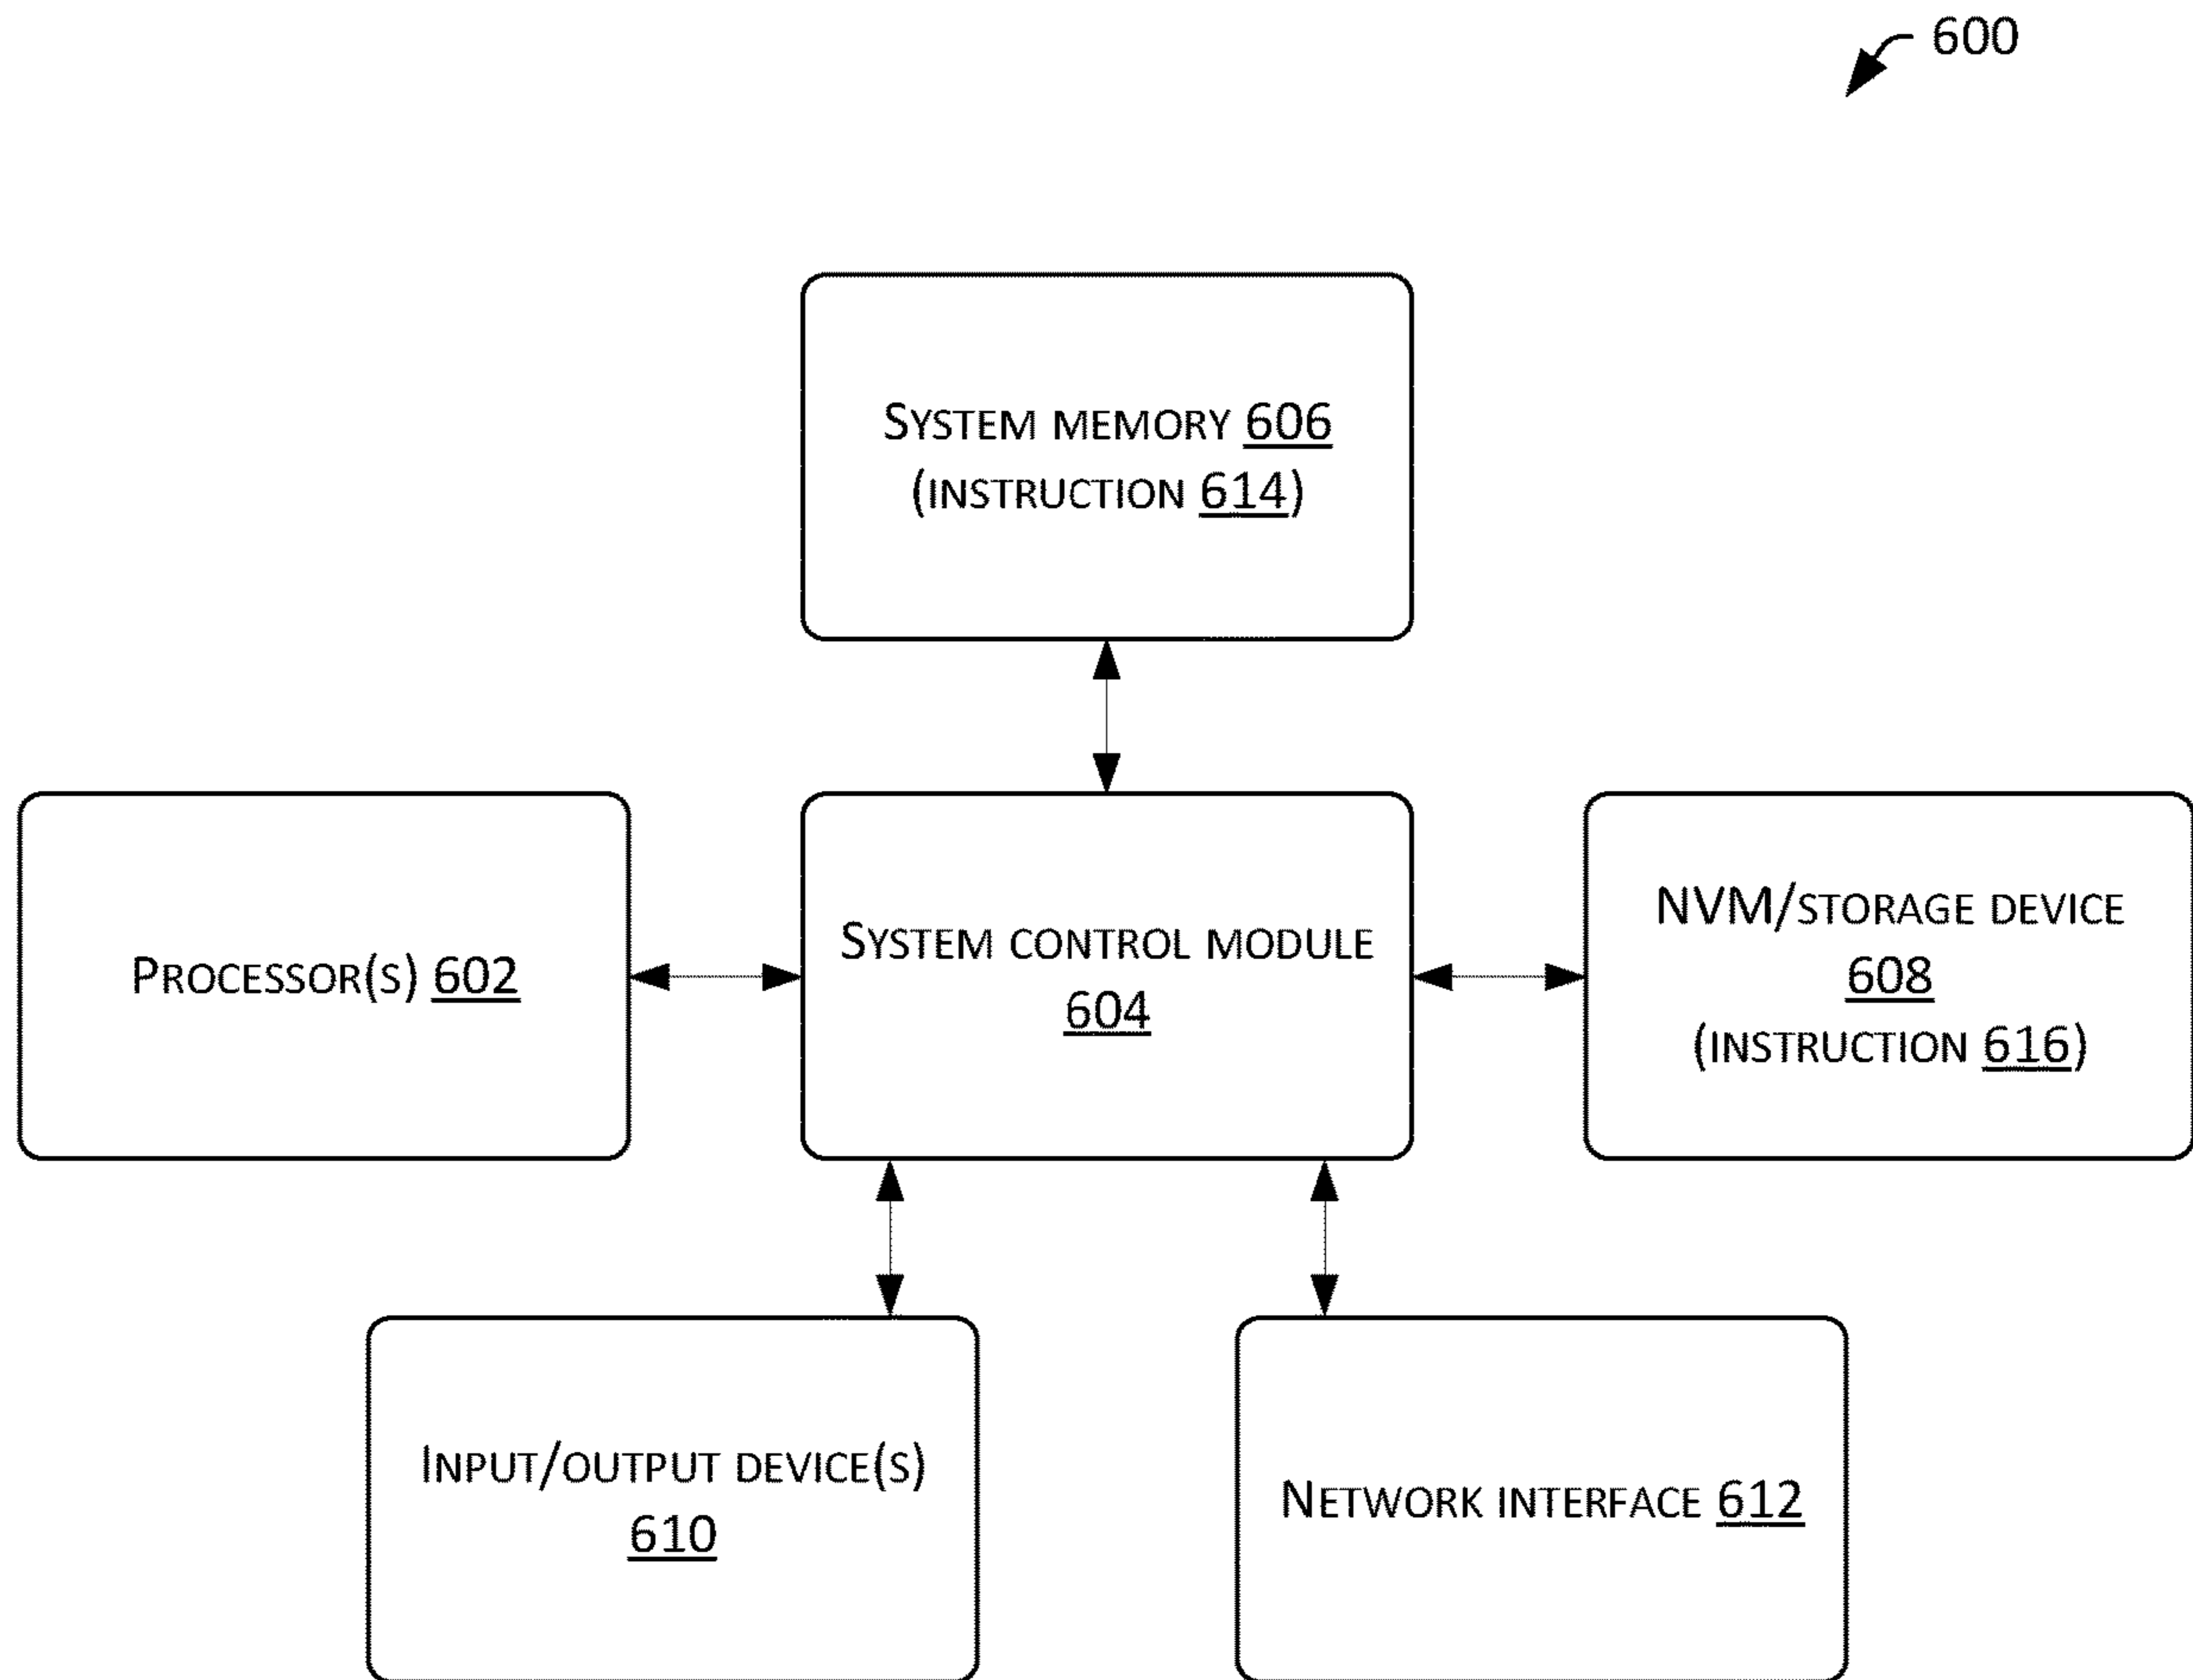 600
SYSTEM MEMORY 606
(INSTRUCTION 614)
PROCESSOR(S) 602
SYSTEM CONTROL MODULE
604
NVM/STORAGE DEVICE
608
(INSTRUCTION 616)
INPUT/OUTPUT DEVICE(S)
610
NETWORK INTERFACE 612